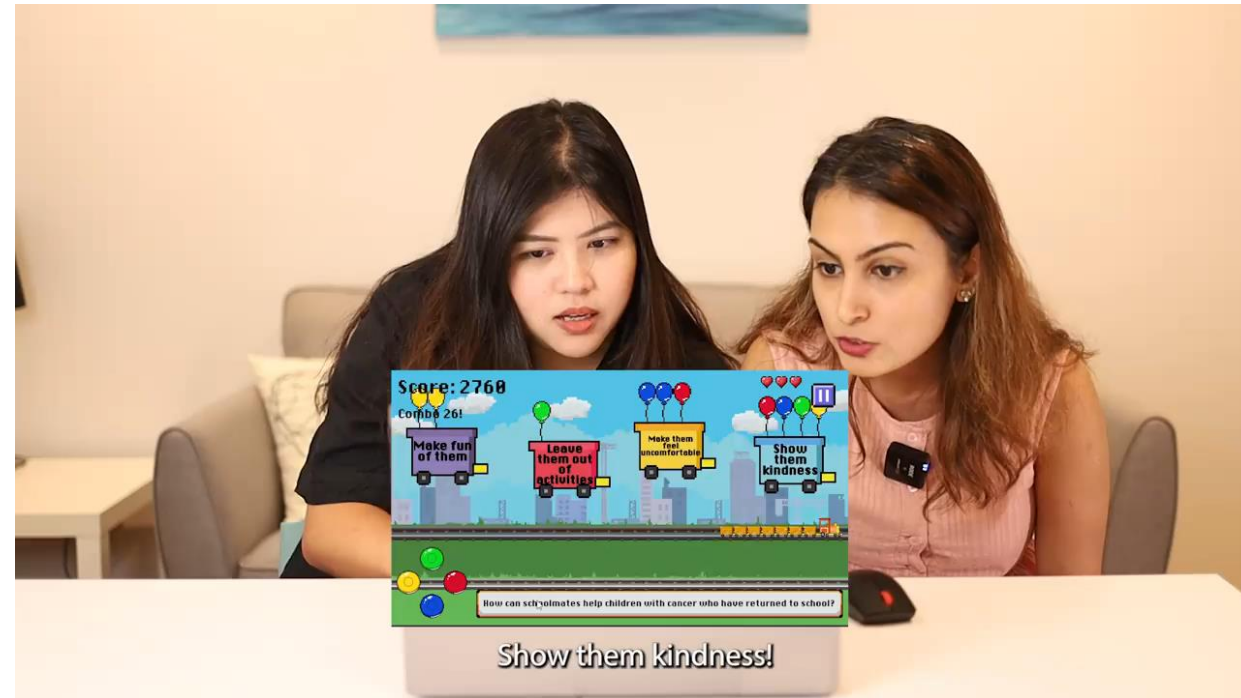 Score: 2760
Combo 26!
Make fun
of them
Leave
them out
of
activities
Make them
feel
uncomfortable
Show
them
kindness
How can schoolmates help children with cancer who have returned to school?
Show them kindness!